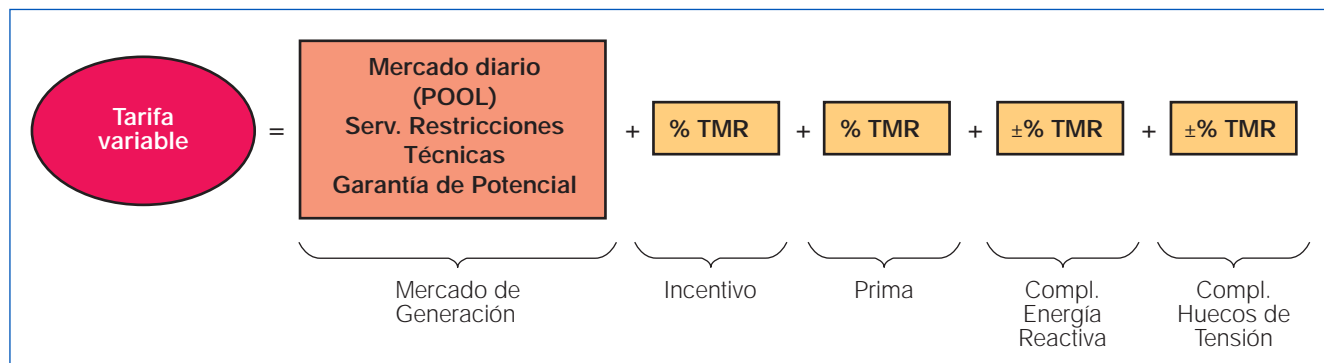 Tarifa
variable
=
Mercado diario
(POOL)
Serv. Restricciones
Técnicas
Garantía de Potencial
+
% TMR
+
% TMR
+
±% TMR
+
±% TMR
Mercado de
Generación
Incentivo
Prima
Compl.
Energía
Reactiva
Compl.
Huecos de
Tensión